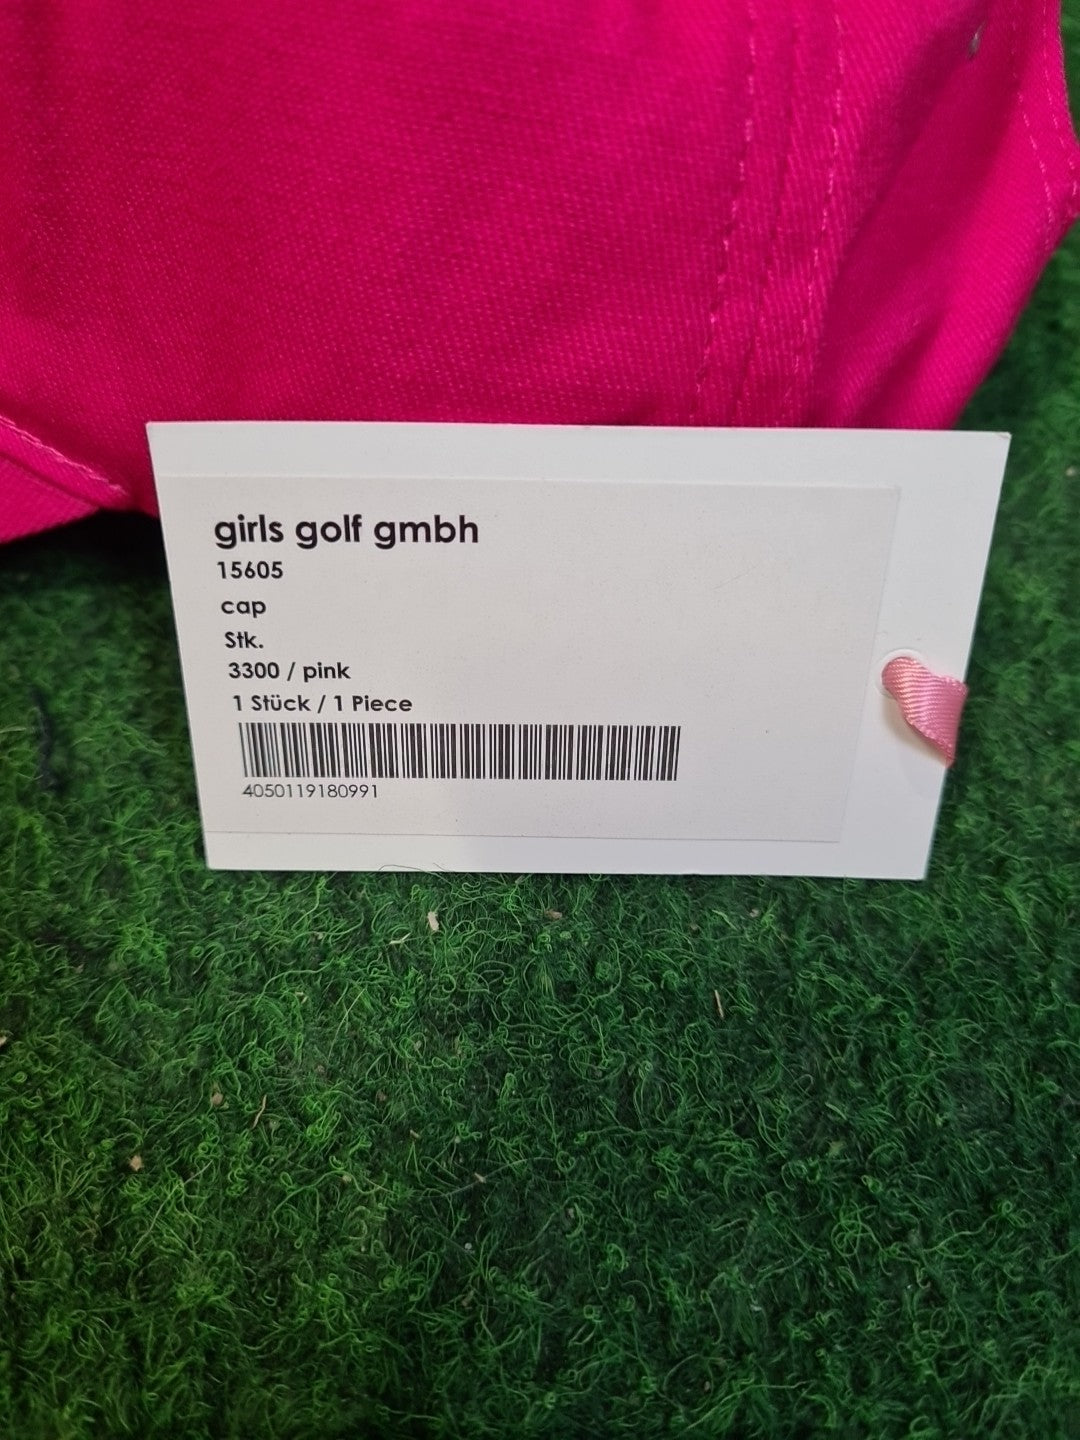 girls golf gmbh
15605
cap
Stk.
3300 / pink
1 Stück / 1 Piece
4050119180991